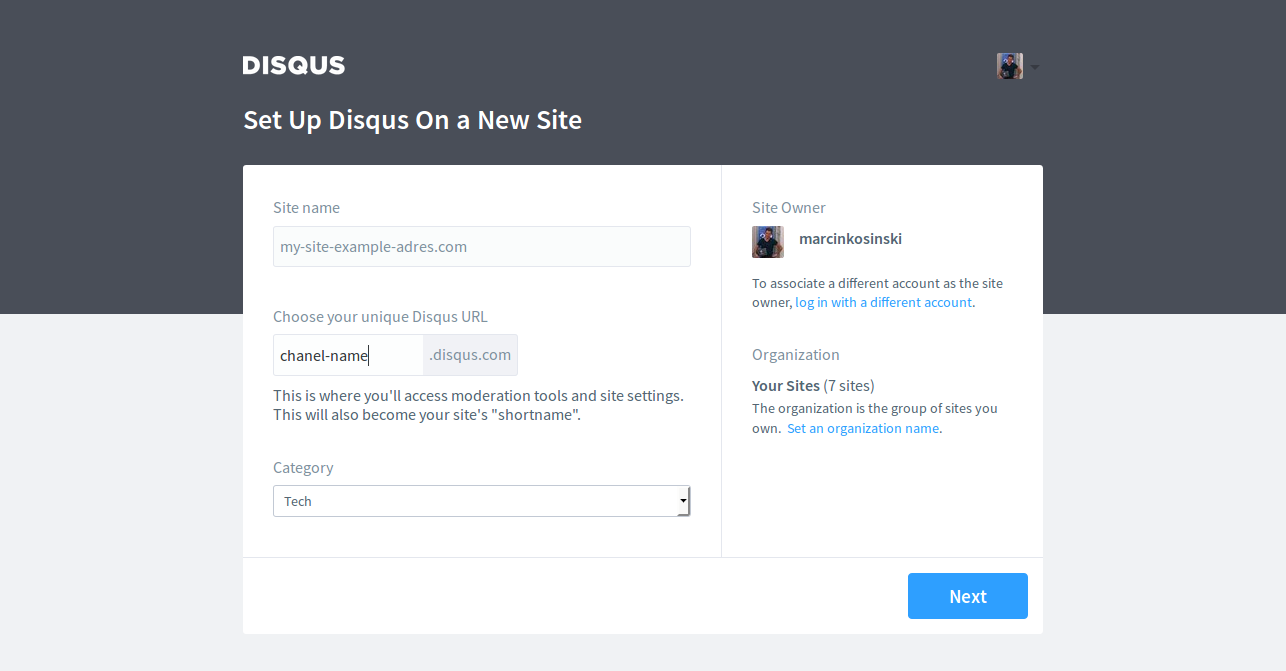 DISQUS
Set Up Disqus On a New Site
Site name
my-site-example-adres.com
Choose your unique Disqus URL
chanel-name .disqus.com
This is where you'll access moderation tools and site settings.
This will also become your site's "shortname".
Category
Tech
Site Owner
marcinkosinski
To associate a different account as the site
owner, log in with a different account.
Organization
Your Sites (7 sites)
The organization is the group of sites you
own. Set an organization name.
Next